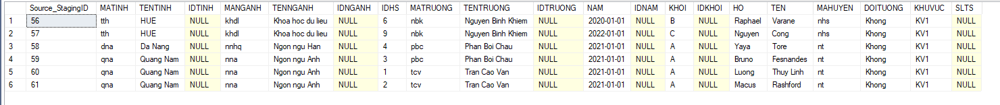 Source_StagingID MATINH TENTINH IDTINH MANGANH TENNGANH IDNGANH IDHS MATRUONG TENTRUONG IDTRUONG NAM IDNAM KHOI IDKHOI HO TEN MAHUYEN DOITUONG KHUVUC SLTS
1 56 tth HUE NULL khdl Khoa hoc du lieu NULL 6 nbk Nguyen Binh Khiem NULL 2020-01-01 NULL B NULL Raphael Varane nhs Khong KV1 NULL
2 57 tth HUE NULL khdl Khoa hoc du lieu NULL 9 nbk Nguyen Binh Khiem NULL 2022-01-01 NULL C NULL Nguyen Cong nhs Khong KV1 NULL
3 58 dna Da Nang NULL nnhq Ngon ngu Han NULL 4 pbc Phan Boi Chau NULL 2021-01-01 NULL A NULL Yaya Tore nt Khong KV1 NULL
4 59 qna Quang Nam NULL nna Ngon ngu Anh NULL 3 pbc Phan Boi Chau NULL 2021-01-01 NULL A NULL Bruno Fesnandes nt Khong KV1 NULL
5 60 qna Quang Nam NULL nna Ngon ngu Anh NULL 1 tcv Tran Cao Van NULL 2021-01-01 NULL A NULL Luong Thuy Linh nt Khong KV1 NULL
6 61 qna Quang Nam NULL nna Ngon ngu Anh NULL 2 tcv Tran Cao Van NULL 2021-01-01 NULL A NULL Macus Rashford nt Khong KV1 NULL